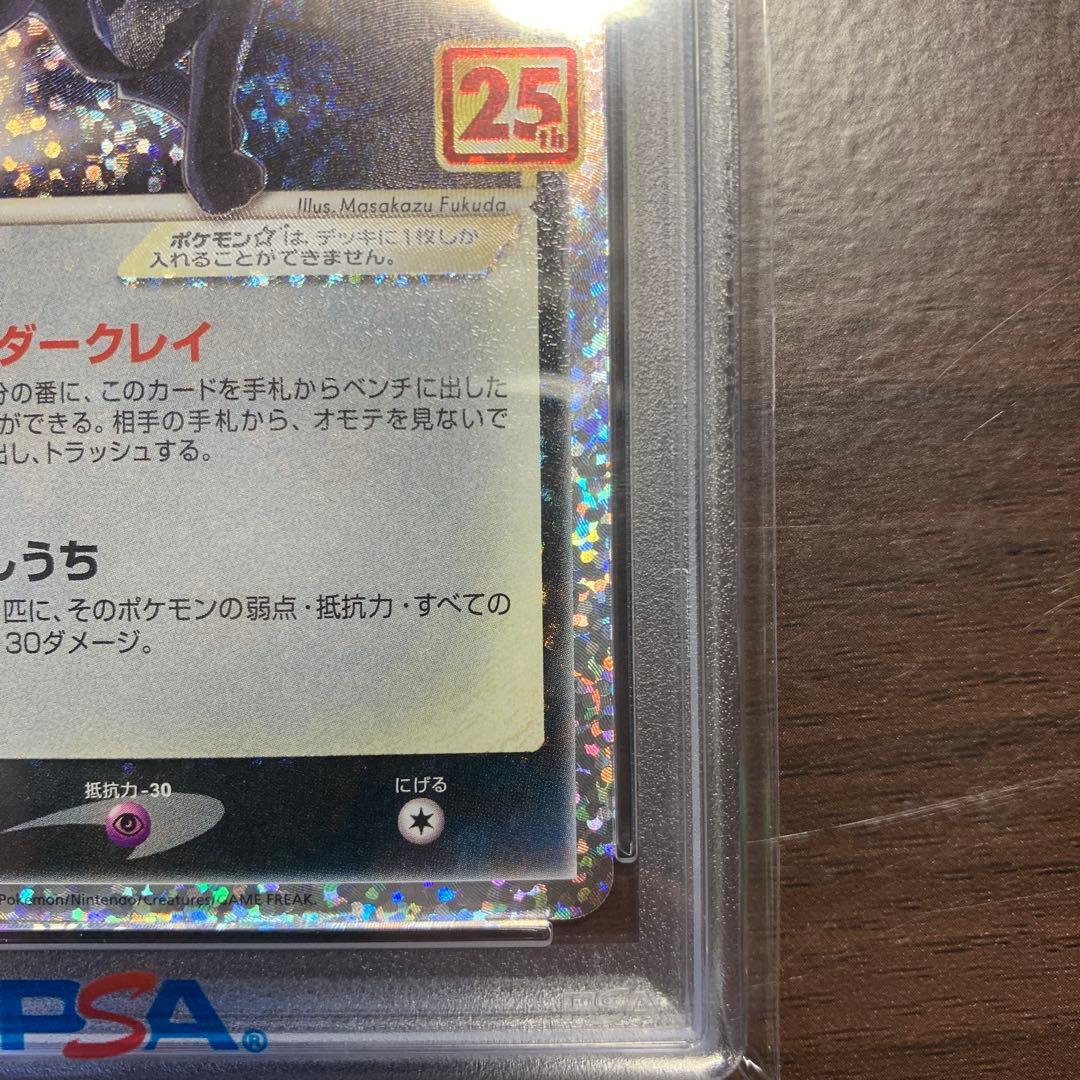 25th
Illus. Masakazu Fukuda
ポケモン☆は、デッキに1枚しか
入れることができません。
ダークレイ
分の番に、このカードを手札からベンチに出した
ができる。相手の手札から、オモテを見ないで
出し、トラッシュする。
しうち
匹に、そのポケモンの弱点・抵抗力・すべての
30ダメージ。
抵抗力-30
にげる
Pokémon/Nintendo/Creatures/GAME FREAK.
PSA®